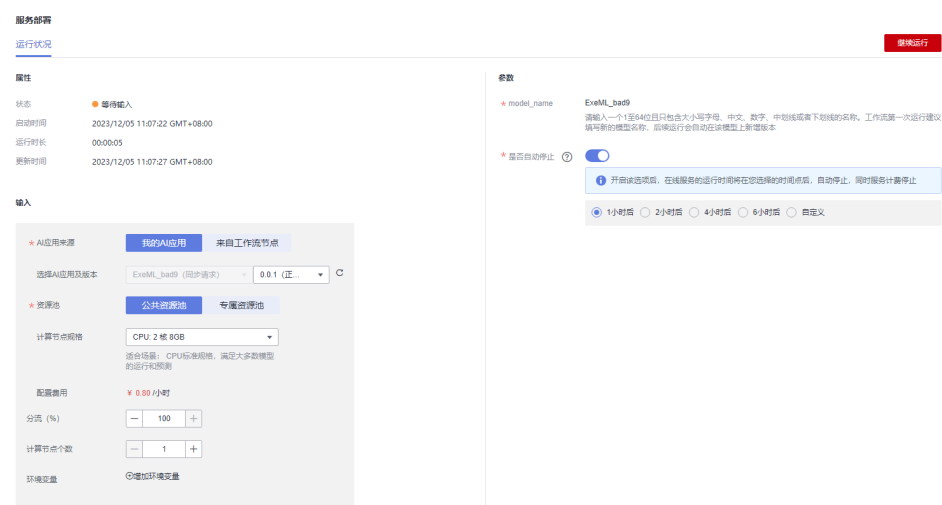 服务部署
运行状况
继续运行
属性
状态 等待输入
启动时间 2023/12/05 11:07:22 GMT+08:00
运行时长 00:00:05
更新时间 2023/12/05 11:07:27 GMT+08:00
输入
* AI应用来源 我的AI应用 来自工作流节点
选择AI应用及版本 ExeML_bad9 (同步请求) 0.0.1 (正...
* 资源池 公共资源池 专属资源池
计算节点规格 CPU: 2 核 8GB
适合场景: CPU标准规格,满足大多数模型
的运行和预测
配置费用 ¥ 0.80 /小时
分流 (%) 100
计算节点个数 1
环境变量 增加环境变量
参数
* model_name ExeML_bad9
请输入一个1至64位且只包含大小写字母、中文、数字、中划线或者下划线的名称。工作流第一次运行建议
填写新的模型名称,后续运行会自动在该模型上新增版本
* 是否自动停止 ?
开启该选项后,在线服务的运行时间将在您选择的时间点后,自动停止,同时服务计费停止
1小时后 2小时后 4小时后 6小时后 自定义